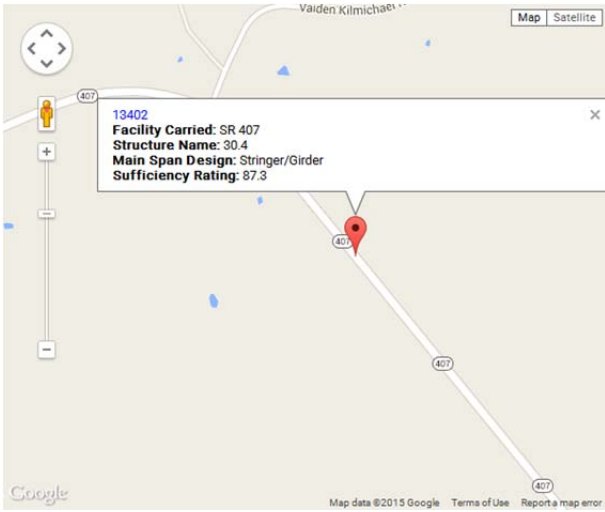 Vaiden Kilmichael
Map Satellite
407
13402
Facility Carried: SR 407
Structure Name: 30.4
Main Span Design: Stringer/Girder
Sufficiency Rating: 87.3
407
407
407
Google
Map data ©2015 Google Terms of Use Report a map error